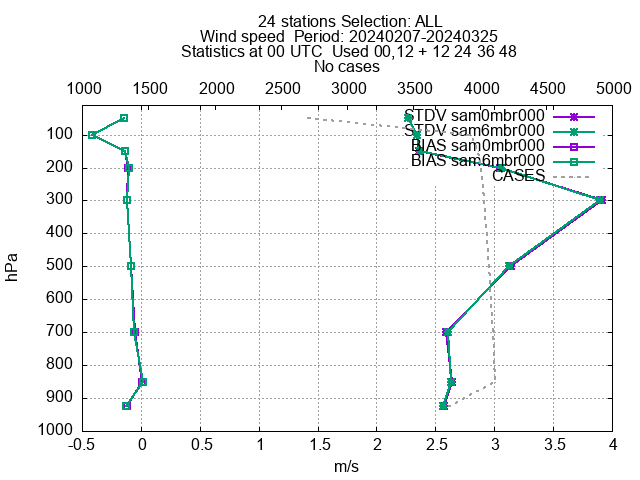 24 stations Selection: ALL
Wind speed  Period: 20240207-20240325
Statistics at 00 UTC  Used 00,12 + 12 24 36 48
No cases
1000 1500 2000 2500 3000 3500 4000 4500 5000
STDV sam0mbr000
STDV sam6mbr000
BIAS sam0mbr000
BIAS sam6mbr000
CASES
hPa
100
200
300
400
500
600
700
800
900
1000
-0.5 0 0.5 1 1.5 2 2.5 3 3.5 4
m/s